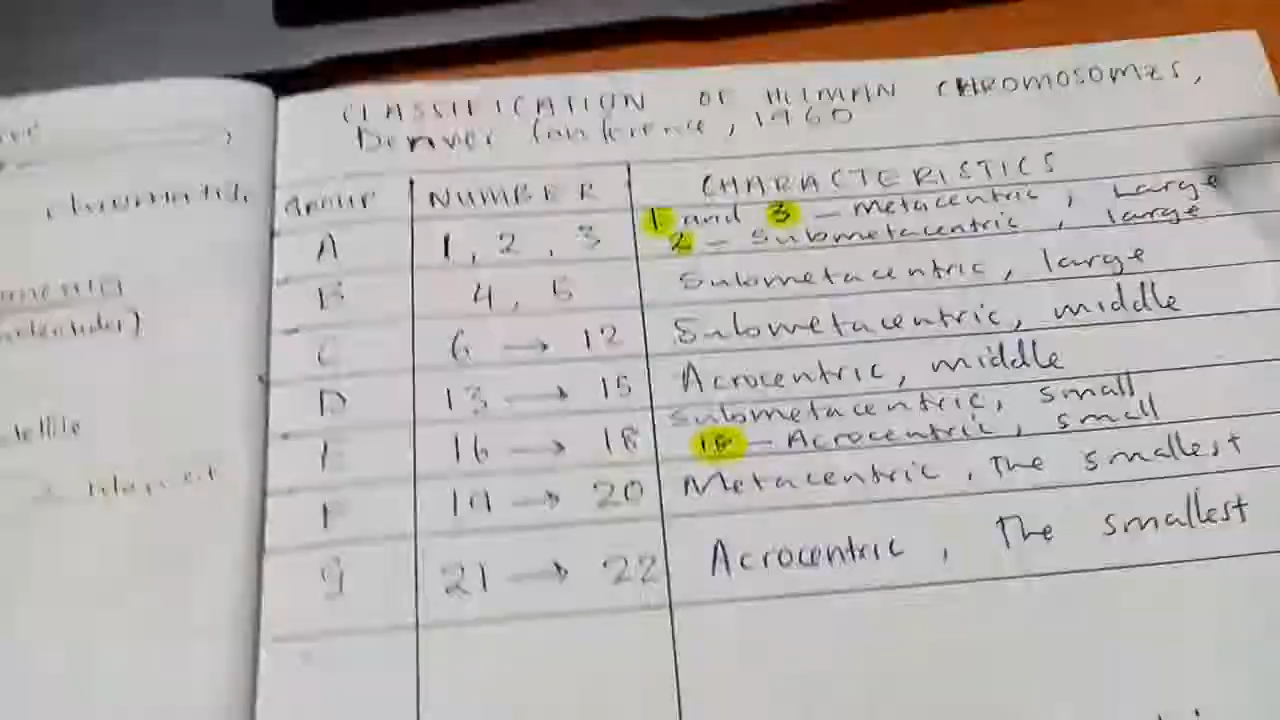 CLASSIFICATION OF HUMAN CHROMOSOMES,
Denver Conference, 1960
GROUP NUMBER CHARACTERISTICS
A 1, 2, 3 1 and 3 - Metacentric, Large
2 - Submetacentric, large
B 4, 5 Submetacentric, large
C 6 → 12 Submetacentric, middle
D 13 → 15 Acrocentric, middle
E 16 → 18 Submetacentric, small
18 - Acrocentric, small
F 19 → 20 Metacentric, The smallest
G 21 → 22 Acrocentric, The smallest